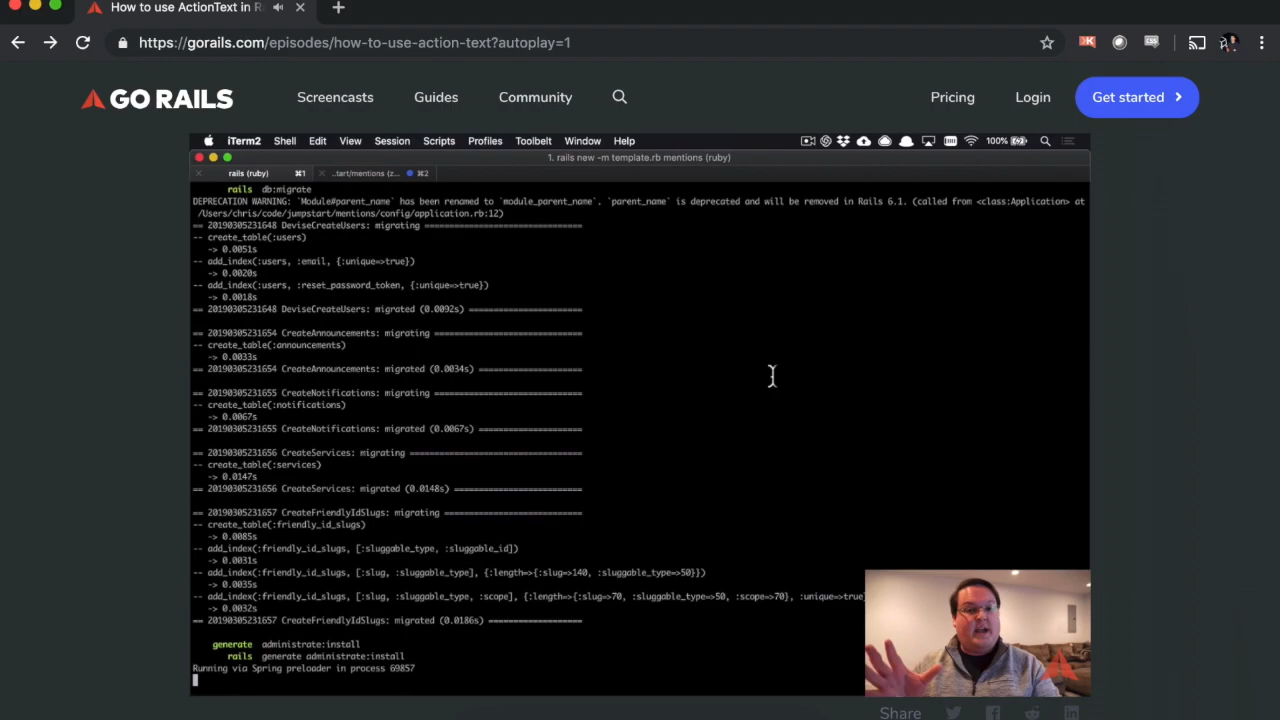 How to use ActionText in R
https://gorails.com/episodes/how-to-use-action-text?autoplay=1
GO RAILS Screencasts Guides Community Pricing Login Get started
iTerm2 Shell Edit View Session Scripts Profiles Toolbelt Window Help 100%
1. rails new -m template.rb mentions (ruby)
rails (ruby) ⌘1 ..tart/mentions (z... ⌘2
rails db:migrate
DEPRECATION WARNING: `Module#parent_name` has been renamed to `module_parent_name`. `parent_name` is deprecated and will be removed in Rails 6.1. (called from <class:Application> at
/Users/chris/code/jumpstart/mentions/config/application.rb:12)
== 20190305231648 DeviseCreateUsers: migrating ================================
-- create_table(:users)
-> 0.0051s
-- add_index(:users, :email, {:unique=>true})
-> 0.0020s
-- add_index(:users, :reset_password_token, {:unique=>true})
-> 0.0018s
== 20190305231648 DeviseCreateUsers: migrated (0.0092s) =======================
== 20190305231654 CreateAnnouncements: migrating ==============================
-- create_table(:announcements)
-> 0.0033s
== 20190305231654 CreateAnnouncements: migrated (0.0034s) =====================
== 20190305231655 CreateNotifications: migrating ==============================
-- create_table(:notifications)
-> 0.0067s
== 20190305231655 CreateNotifications: migrated (0.0067s) =====================
== 20190305231656 CreateServices: migrating ===================================
-- create_table(:services)
-> 0.0147s
== 20190305231656 CreateServices: migrated (0.0148s) ==========================
== 20190305231657 CreateFriendlyIdSlugs: migrating ============================
-- create_table(:friendly_id_slugs)
-> 0.0085s
-- add_index(:friendly_id_slugs, [:sluggable_type, :sluggable_id])
-> 0.0031s
-- add_index(:friendly_id_slugs, [:slug, :sluggable_type], {:length=>{:slug=>140, :sluggable_type=>50}})
-> 0.0035s
-- add_index(:friendly_id_slugs, [:slug, :sluggable_type, :scope], {:length=>{:slug=>70, :sluggable_type=>50, :scope=>70}, :unique=>true}
-> 0.0032s
== 20190305231657 CreateFriendlyIdSlugs: migrated (0.0186s) ===================
generate administrate:install
rails generate administrate:install
Running via Spring preloader in process 69857
Share